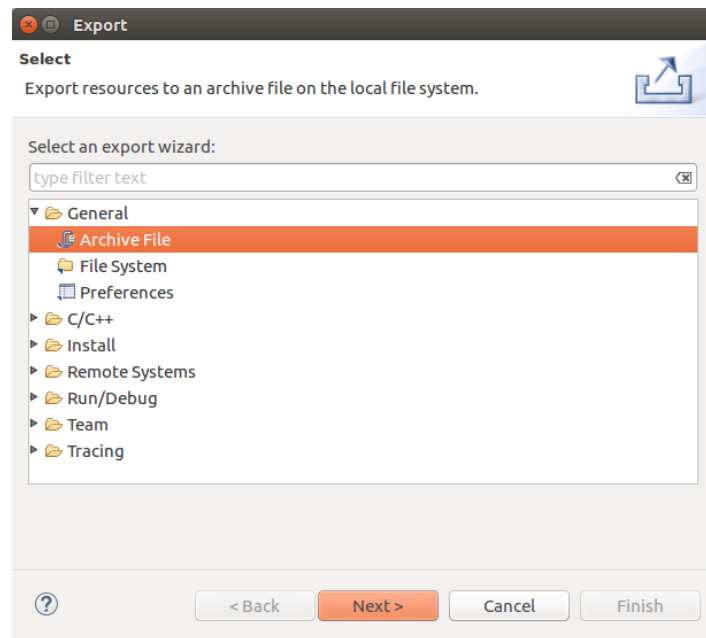 Export
Select
Export resources to an archive file on the local file system.
Select an export wizard:
type filter text
General
Archive File
File System
Preferences
C/C++
Install
Remote Systems
Run/Debug
Team
Tracing
?
< Back Next > Cancel Finish